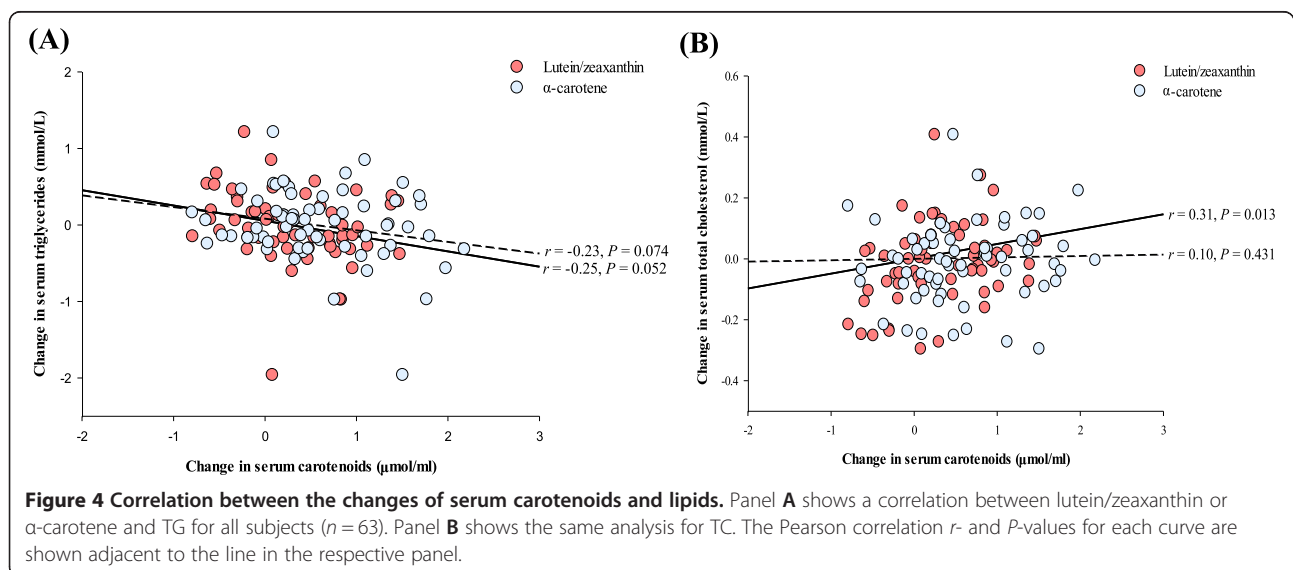 (A)
Lutein/zeaxanthin
α-carotene
Change in serum triglycerides (mmol/L)
2
1
0
-1
-2
r = -0.23, P = 0.074
r = -0.25, P = 0.052
-2 -1 0 1 2 3
Change in serum carotenoids (μmol/ml)
(B)
Lutein/zeaxanthin
α-carotene
Change in serum total cholesterol (mmol/L)
0.6
0.4
0.2
0.0
-0.2
-0.4
r = 0.31, P = 0.013
r = 0.10, P = 0.431
-2 -1 0 1 2 3
Change in serum carotenoids (μmol/ml)
Figure 4 Correlation between the changes of serum carotenoids and lipids. Panel A shows a correlation between lutein/zeaxanthin or
α-carotene and TG for all subjects (n = 63). Panel B shows the same analysis for TC. The Pearson correlation r- and P-values for each curve are
shown adjacent to the line in the respective panel.